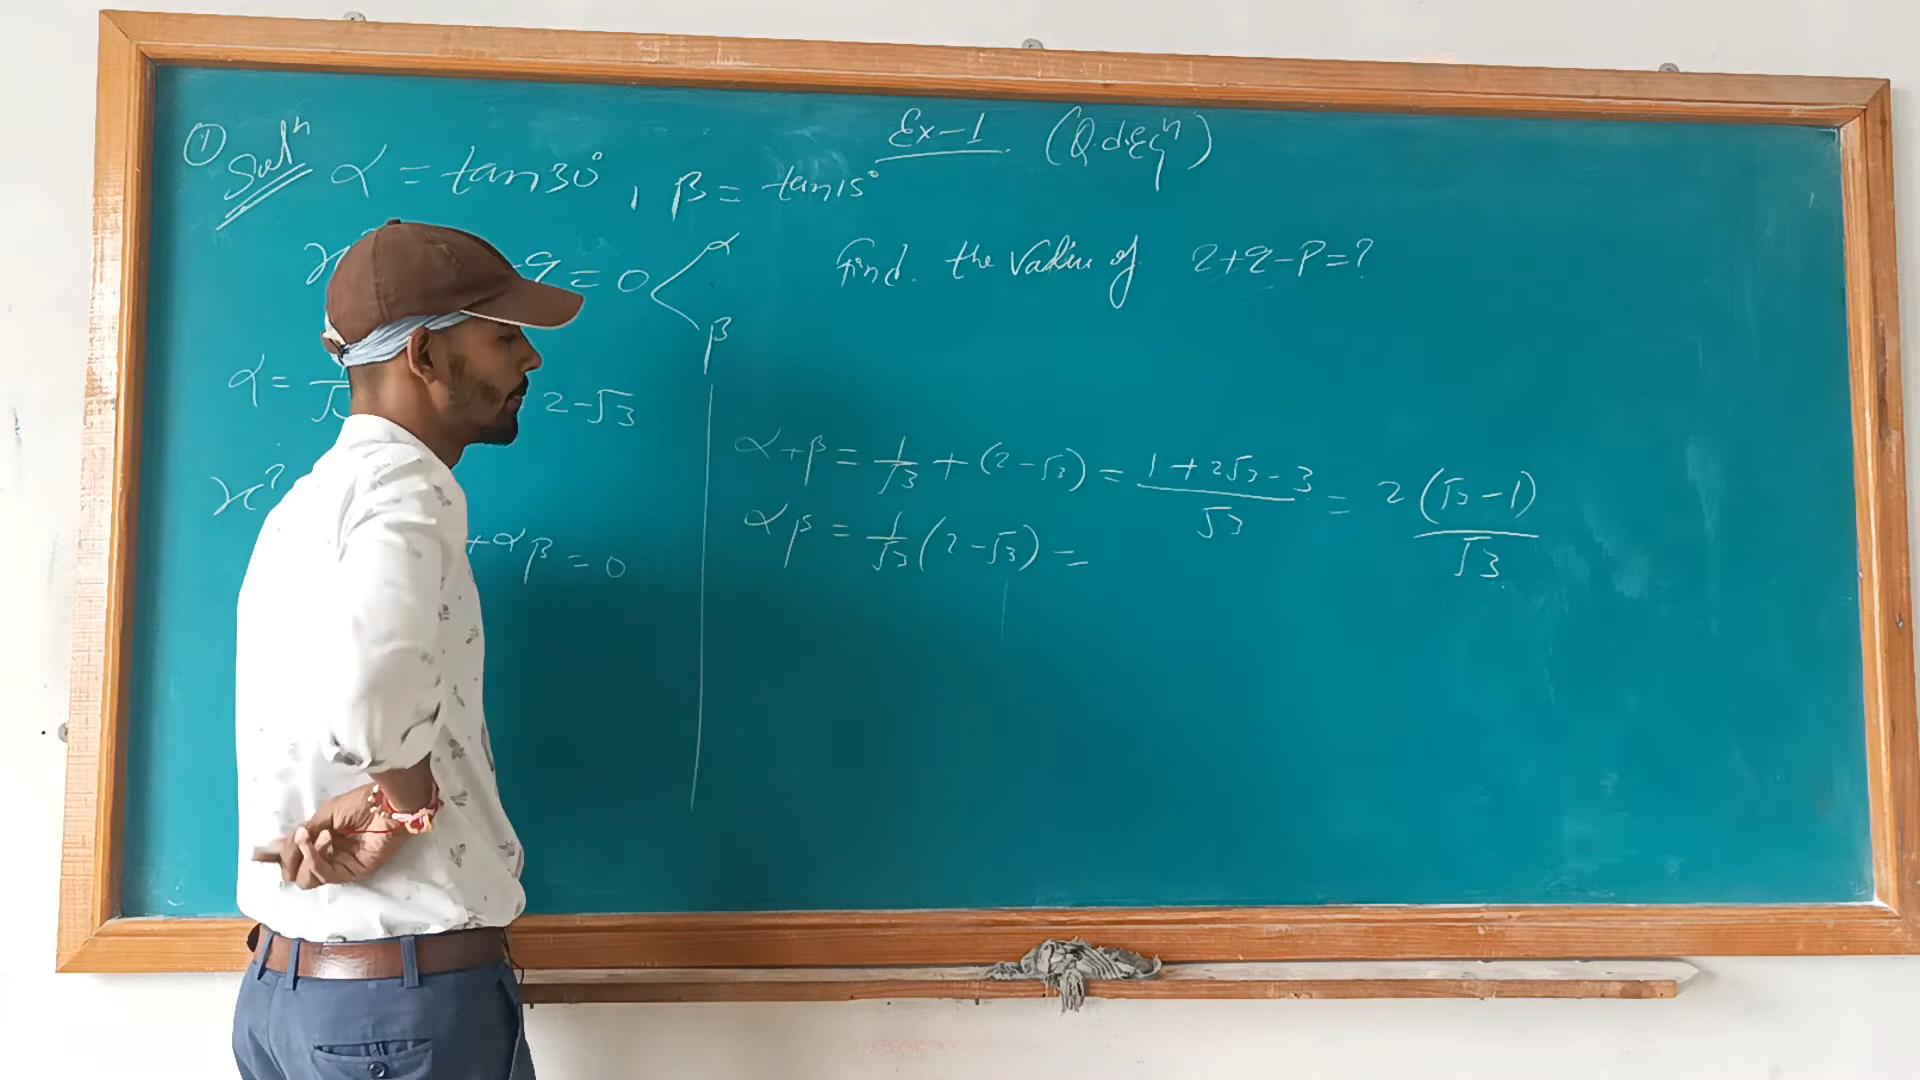 Ex-1 (Q.d.Eqⁿ)
① Solⁿ α = tan30°, β = tan15°
x² - q = 0 < α β
find. the value of 2+q-P=?
α = 1/√3 2-√3
α+β = 1/√3 + (2-√3) = (1+2√3-3)/√3 = 2(√3-1)/√3
x² +αβ = 0
αβ = 1/√3 (2-√3) =